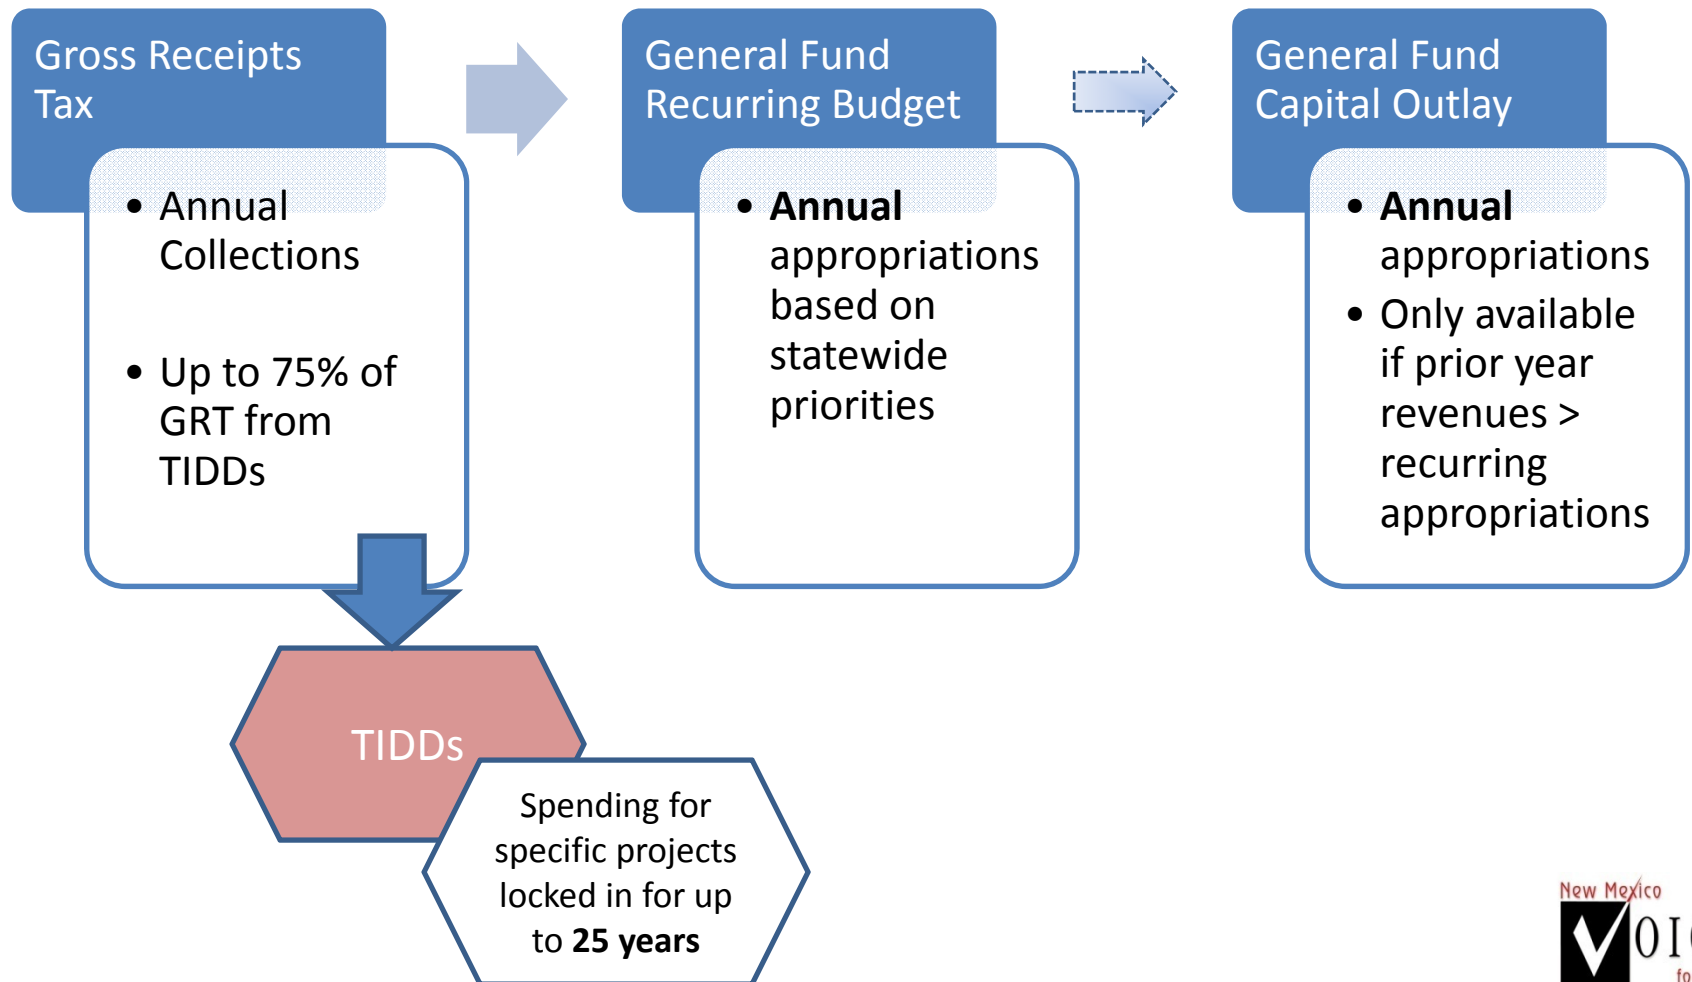 Gross Receipts
Tax
• Annual
Collections
• Up to 75% of
GRT from
TIDDs
General Fund
Recurring Budget
• Annual
appropriations
based on
statewide
priorities
General Fund
Capital Outlay
• Annual
appropriations
• Only available
if prior year
revenues >
recurring
appropriations
TIDDs
Spending for
specific projects
locked in for up
to 25 years
New Mexico